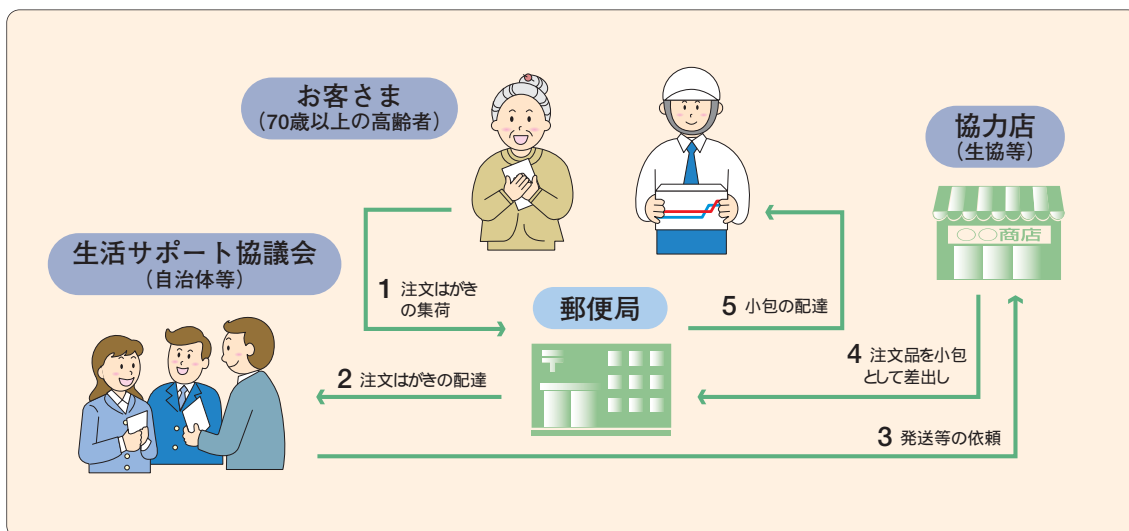 お客さま
(70歳以上の高齢者)
協力店
(生協等)
○○商店
生活サポート協議会
(自治体等)
1 注文はがき
の集荷
郵便局
5 小包の配達
4 注文品を小包
として差出し
2 注文はがきの配達
〒
3 発送等の依頼